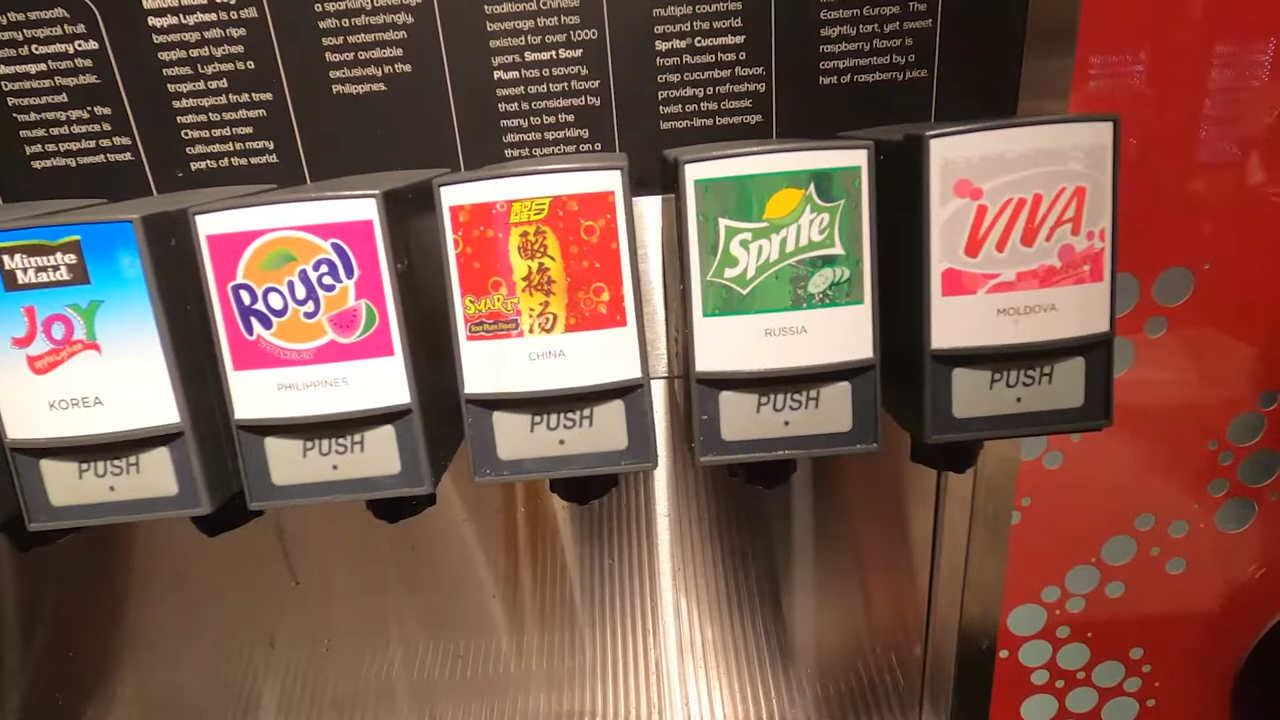 y the smooth,
amy tropical fruit
aste of Country Club
Merengue from the
Dominican Republic.
Pronounced
"muh-reng-gey," the
music and dance is
just as popular as this
sparkling sweet treat.
Apple Lychee is a still
beverage with ripe
apple and lychee
notes. Lychee is a
tropical and
subtropical fruit tree
native to southern
China and now
cultivated in many
parts of the world.
a sparkling beverage
with a refreshingly,
sour watermelon
flavor available
exclusively in the
Philippines.
traditional Chinese
beverage that has
existed for over 1,000
years. Smart Sour
Plum has a savory,
sweet and tart flavor
that is considered by
many to be the
ultimate sparkling
thirst quencher on a
multiple countries
around the world.
Sprite® Cucumber
from Russia has a
crisp cucumber flavor,
providing a refreshing
twist on this classic
lemon-lime beverage.
Eastern Europe. The
slightly tart, yet sweet
raspberry flavor is
complimented by a
hint of raspberry juice.
Minute
Maid
JOY
Apple Lychee
KOREA
PUSH
Royal
WATERMELON
PHILIPPINES
PUSH
醒目
酸梅汤
SMART
Sour Plum Flavor
CHINA
PUSH
Sprite
RUSSIA
PUSH
VIVA
MOLDOVA
PUSH